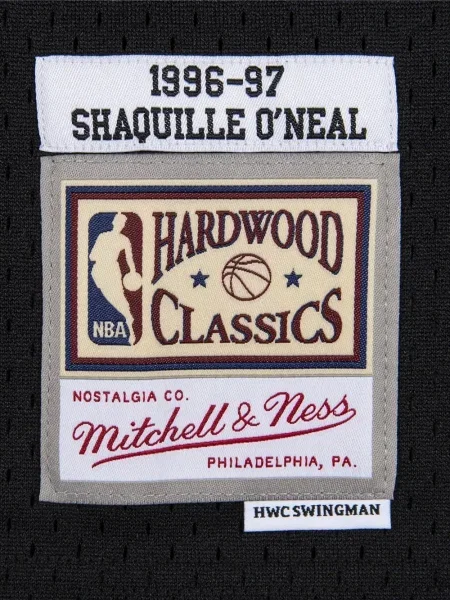 1996-97
SHAQUILLE O'NEAL
HARDWOOD
NBA
CLASSICS
NOSTALGIA CO.
Mitchell & Ness
PHILADELPHIA, PA.
HWC SWINGMAN